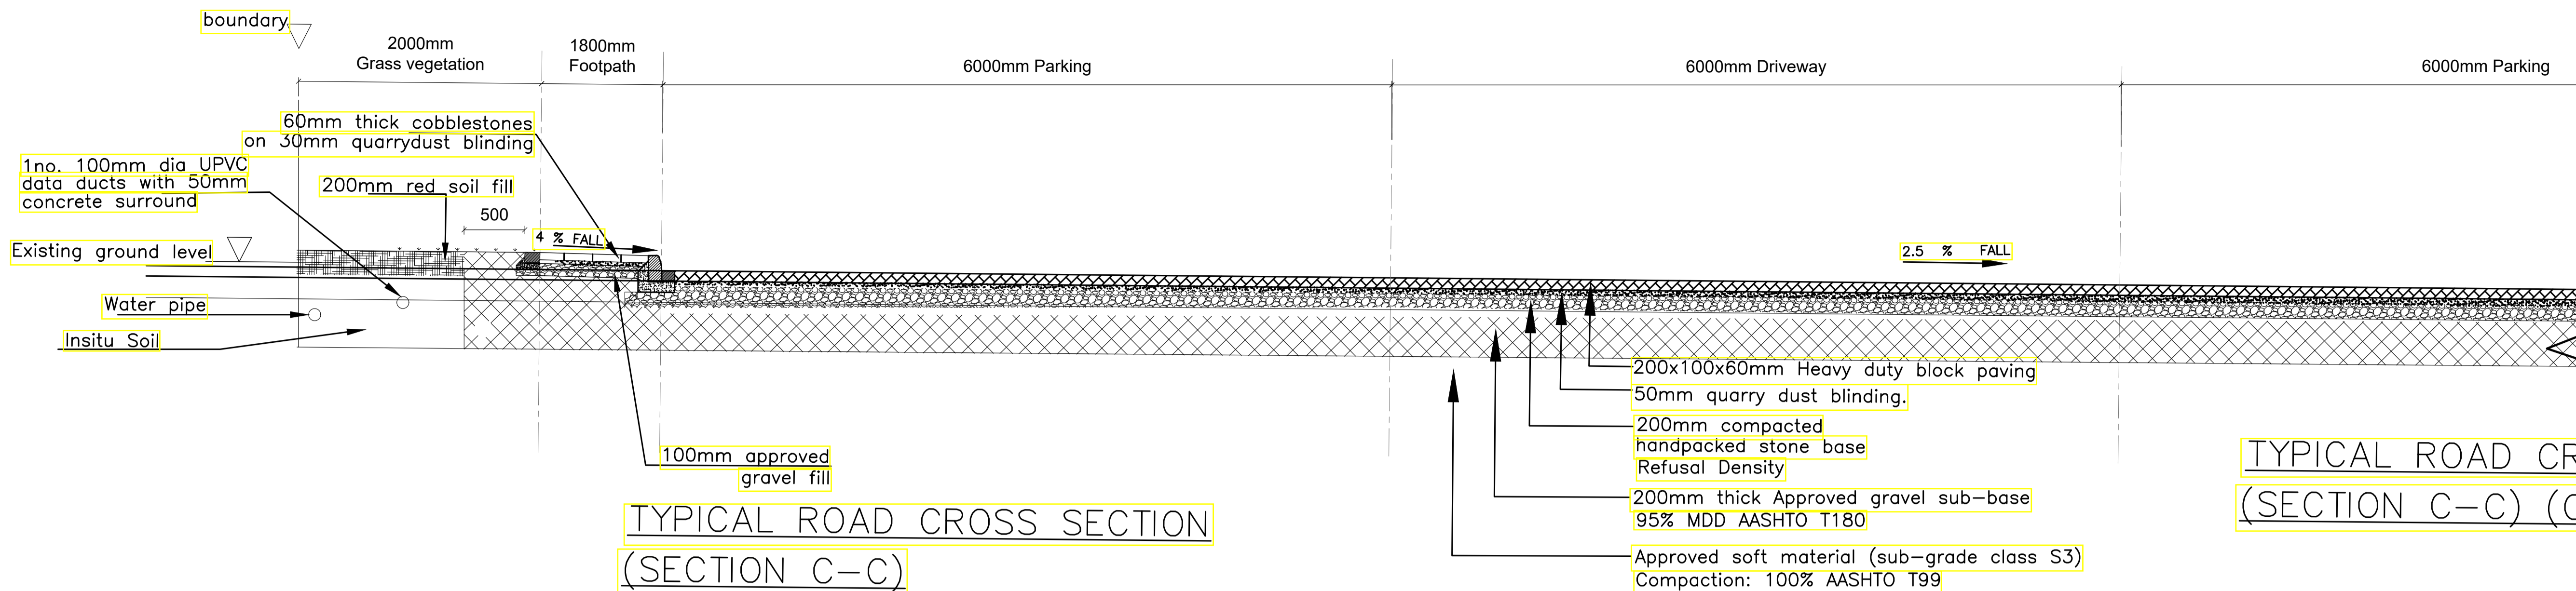 boundary
2000mm
Grass vegetation
1800mm
Footpath
6000mm Parking
6000mm Driveway
6000mm Parking
60mm thick cobblestones
on 30mm quarrydust blinding
1no. 100mm dia UPVC
data ducts with 50mm
concrete surround
200mm red soil fill
500
4 % FALL
Existing ground level
2.5 % FALL
Water pipe
Insitu Soil
200x100x60mm Heavy duty block paving
50mm quarry dust blinding.
200mm compacted
handpacked stone base
Refusal Density
100mm approved
gravel fill
200mm thick Approved gravel sub-base
95% MDD AASHTO T180
Approved soft material (sub-grade class S3)
Compaction: 100% AASHTO T99
TYPICAL ROAD CROSS SECTION
(SECTION C-C)
TYPICAL ROAD
(SECTION C-C)